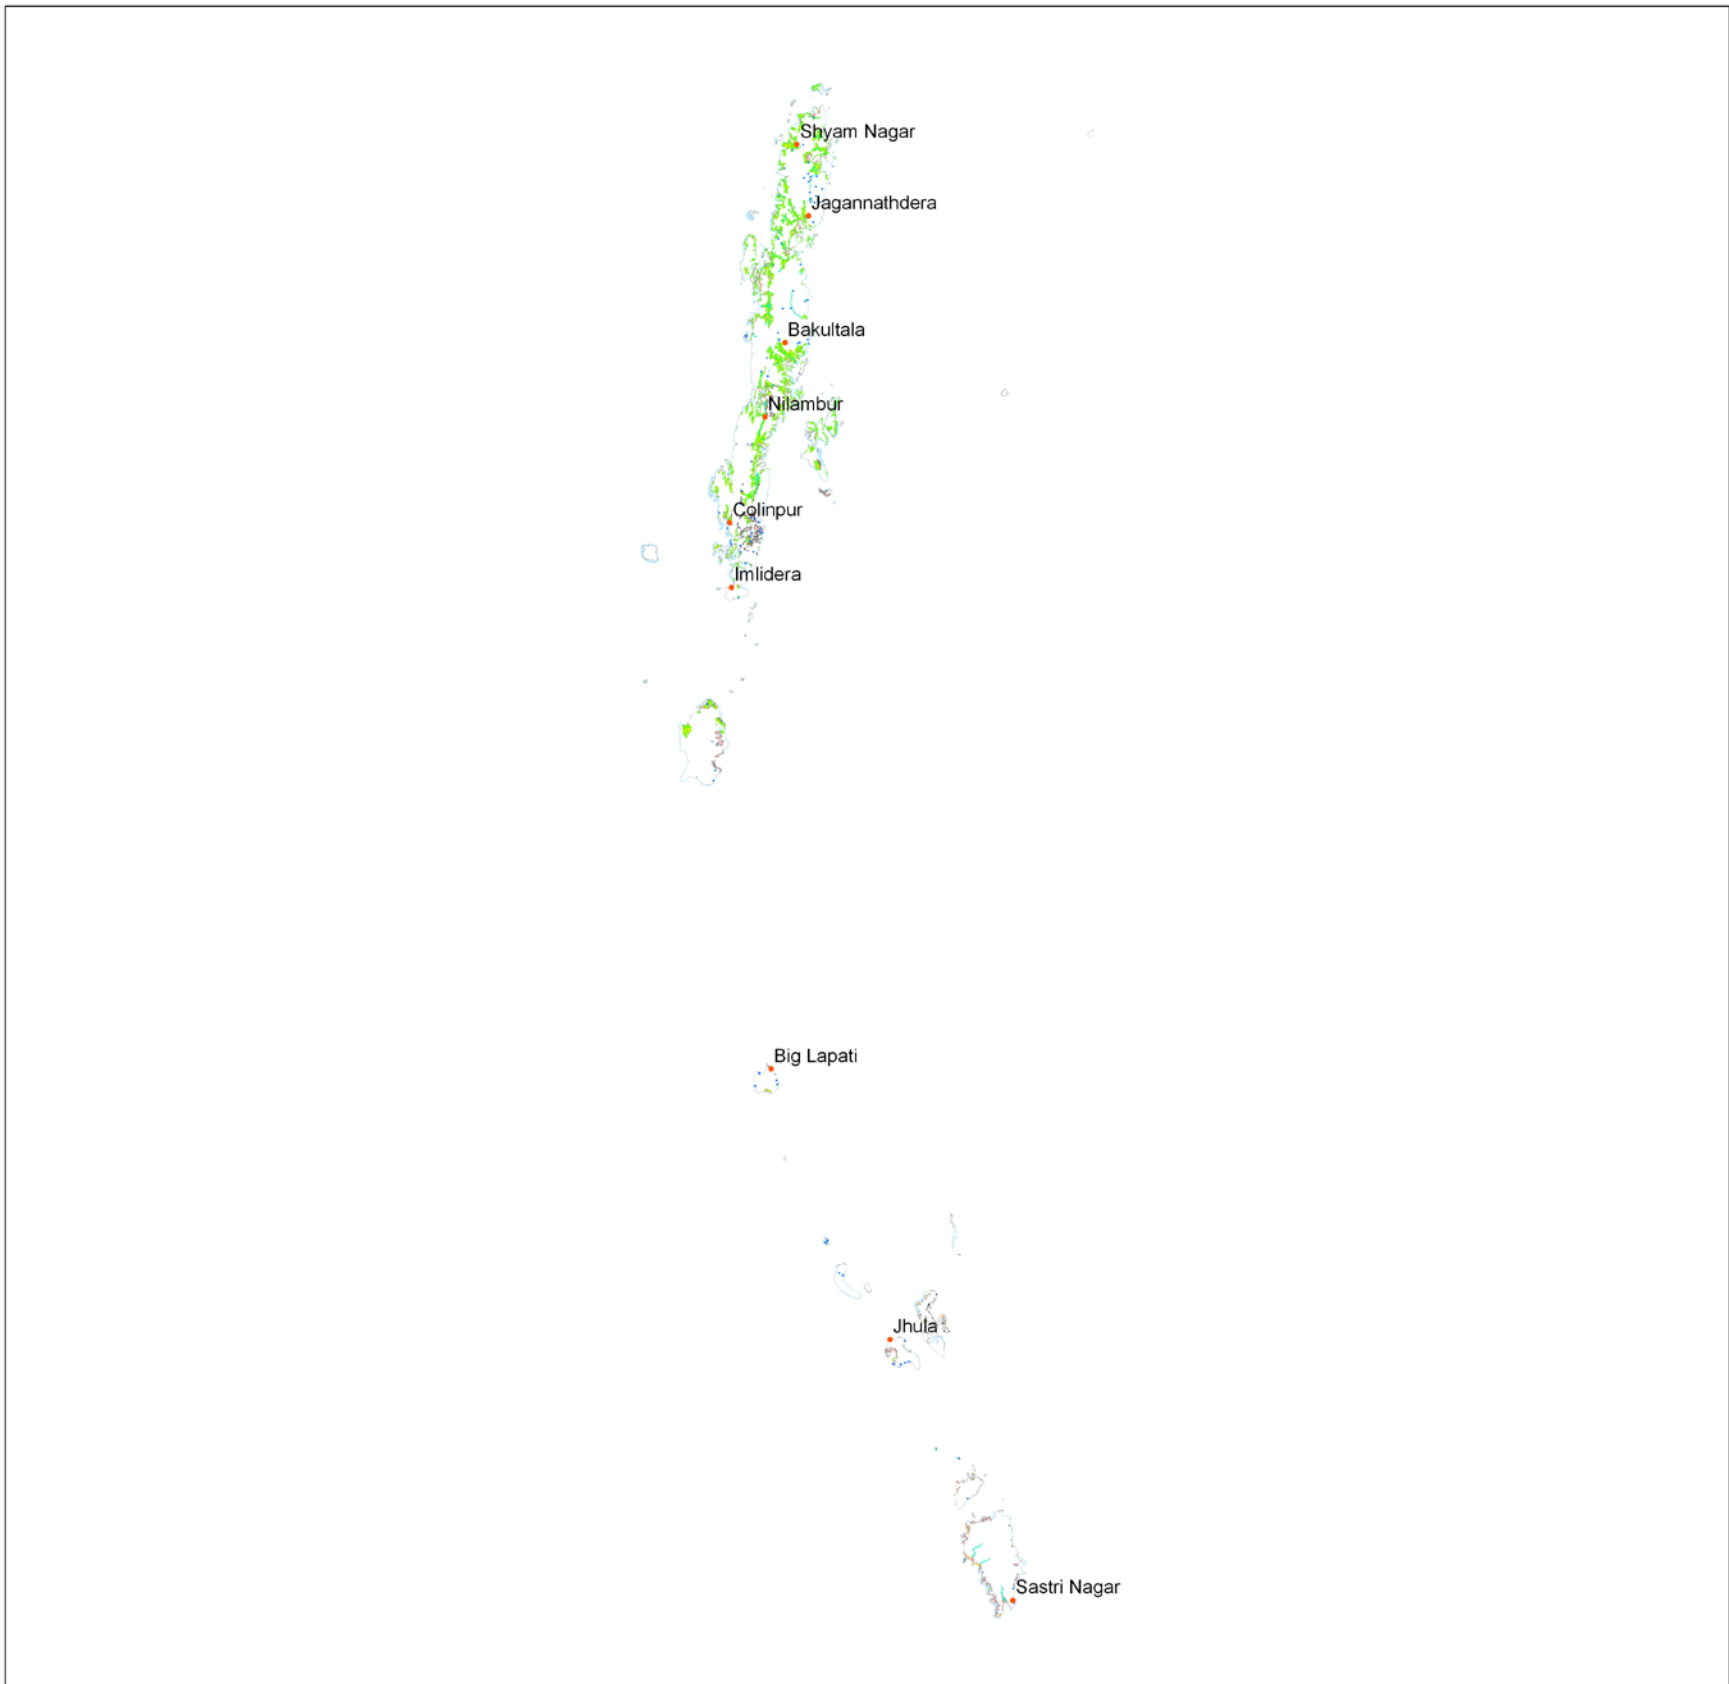 Shyam Nagar
Jagannathdera
Bakultala
Nilambur
Colinpur
Imlidera
Big Lapati
Jhula
Sastri Nagar